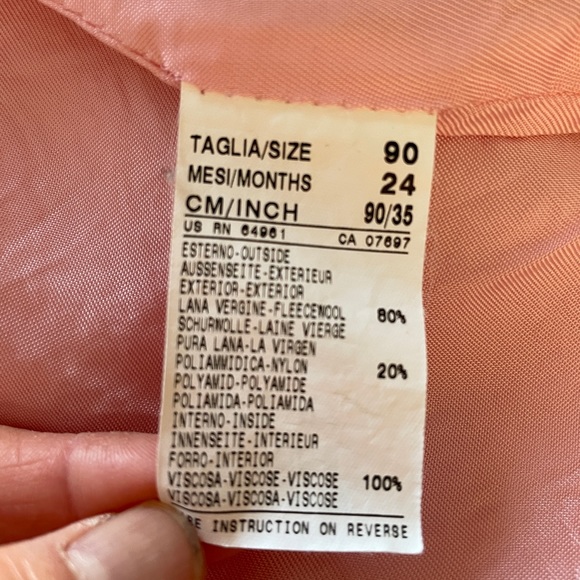 TAGLIA/SIZE 90
MESI/MONTHS 24
CM/INCH 90/35
US RN 64961 CA 07697
ESTERNO-OUTSIDE
AUSSENSEITE-EXTERIEUR
EXTERIOR-EXTERIOR
LANA VERGINE-FLEECEWOOL 80%
SCHURWOLLE-LAINE VIERGE
PURA LANA-LA VIRGEN
POLIAMMIDICA-NYLON 20%
POLYAMID-POLYAMIDE
POLIAMIDA-POLIAMIDA
INTERNO-INSIDE
INNENSEITE-INTERIEUR
FORRO-INTERIOR
VISCOSA-VISCOSE-VISCOSE 100%
VISCOSA-VISCOSA-VISCOSE
INSTRUCTION ON REVERSE